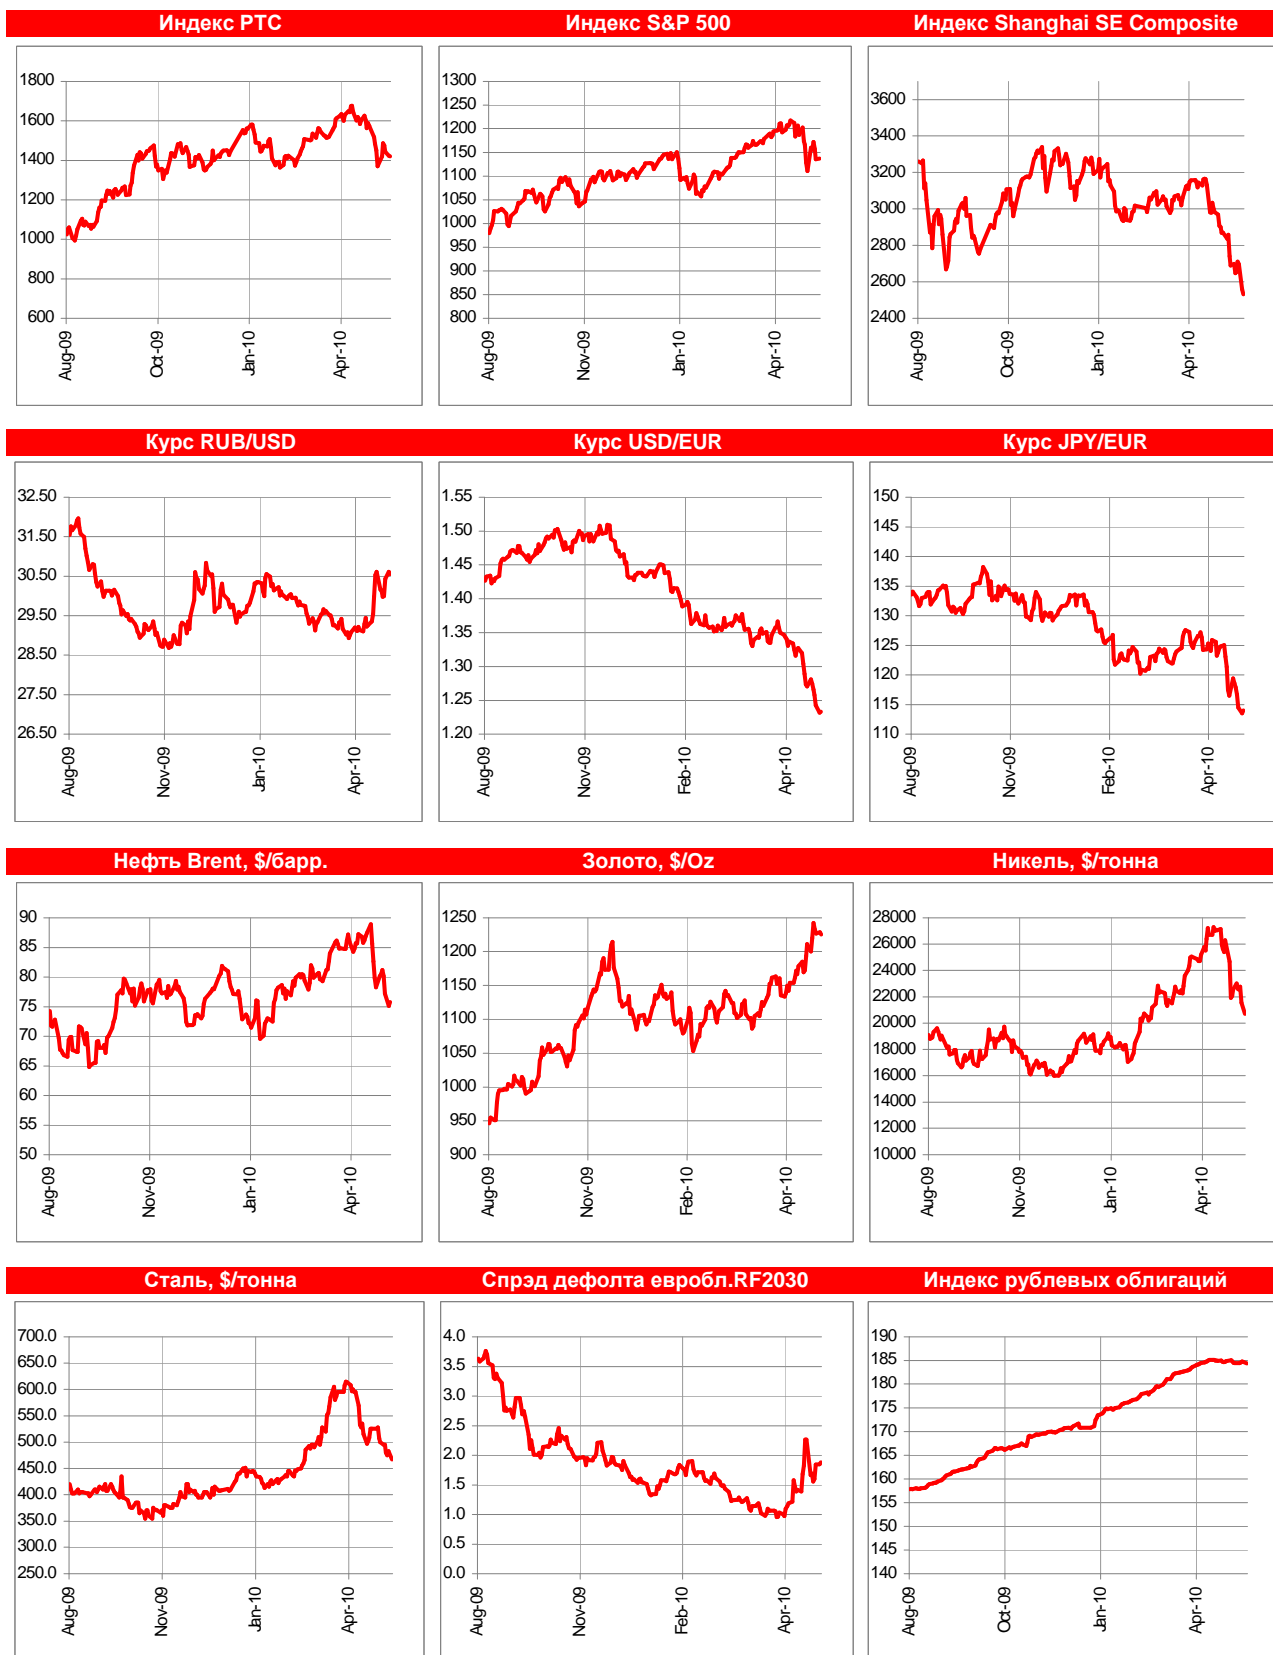 Индекс РТС
Индекс S&P 500
Индекс Shanghai SE Composite
1800
1600
1400
1200
1000
800
600
Aug-09
Oct-09
Jan-10
Apr-10
1300
1250
1200
1150
1100
1050
1000
950
900
850
800
Aug-09
Nov-09
Jan-10
Apr-10
3600
3400
3200
3000
2800
2600
2400
Aug-09
Oct-09
Jan-10
Apr-10
Курс RUB/USD
Курс USD/EUR
Курс JPY/EUR
32.50
31.50
30.50
29.50
28.50
27.50
26.50
Aug-09
Nov-09
Jan-10
Apr-10
1.55
1.50
1.45
1.40
1.35
1.30
1.25
1.20
Aug-09
Nov-09
Feb-10
Apr-10
150
145
140
135
130
125
120
115
110
Aug-09
Nov-09
Feb-10
Apr-10
Нефть Brent, $/барр.
Золото, $/Oz
Никель, $/тонна
90
85
80
75
70
65
60
55
50
Aug-09
Nov-09
Jan-10
Apr-10
1250
1200
1150
1100
1050
1000
950
900
Aug-09
Nov-09
Feb-10
Apr-10
28000
26000
24000
22000
20000
18000
16000
14000
12000
10000
Aug-09
Nov-09
Jan-10
Apr-10
Сталь, $/тонна
Спрэд дефолта евробл.RF2030
Индекс рублевых облигаций
700.0
650.0
600.0
550.0
500.0
450.0
400.0
350.0
300.0
250.0
Aug-09
Nov-09
Jan-10
Apr-10
4.0
3.5
3.0
2.5
2.0
1.5
1.0
0.5
0.0
Aug-09
Nov-09
Feb-10
Apr-10
190
185
180
175
170
165
160
155
150
145
140
Aug-09
Oct-09
Jan-10
Apr-10